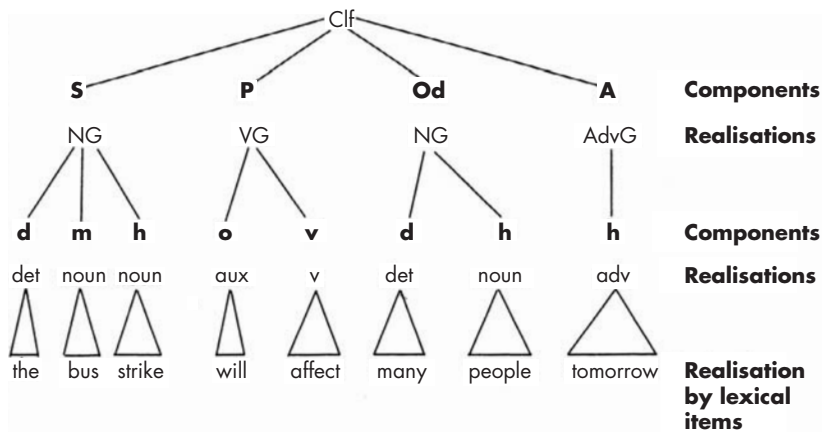 Clf
S P Od A Components
NG VG NG AdvG Realisations
d m h o v d h h Components
det noun noun aux v det noun adv Realisations
the bus strike will affect many people tomorrow Realisation
by lexical
items